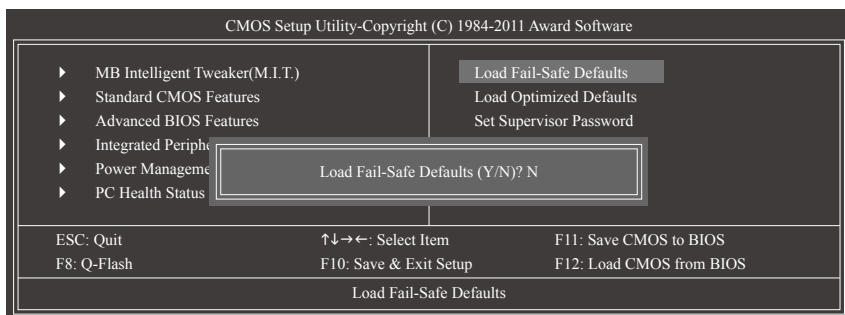 CMOS Setup Utility-Copyright (C) 1984-2011 Award Software
MB Intelligent Tweaker(M.I.T.)
Standard CMOS Features
Advanced BIOS Features
Integrated
Power
PC Health Status
Load Fail-Safe Defaults
Load Optimized Defaults
Set Supervisor Password
Load Fail-Safe Defaults (Y/N)? N
ESC: Quit ↑↓→←: Select Item F11: Save CMOS to BIOS
F8: Q-Flash F10: Save & Exit Setup F12: Load CMOS from BIOS
Load Fail-Safe Defaults